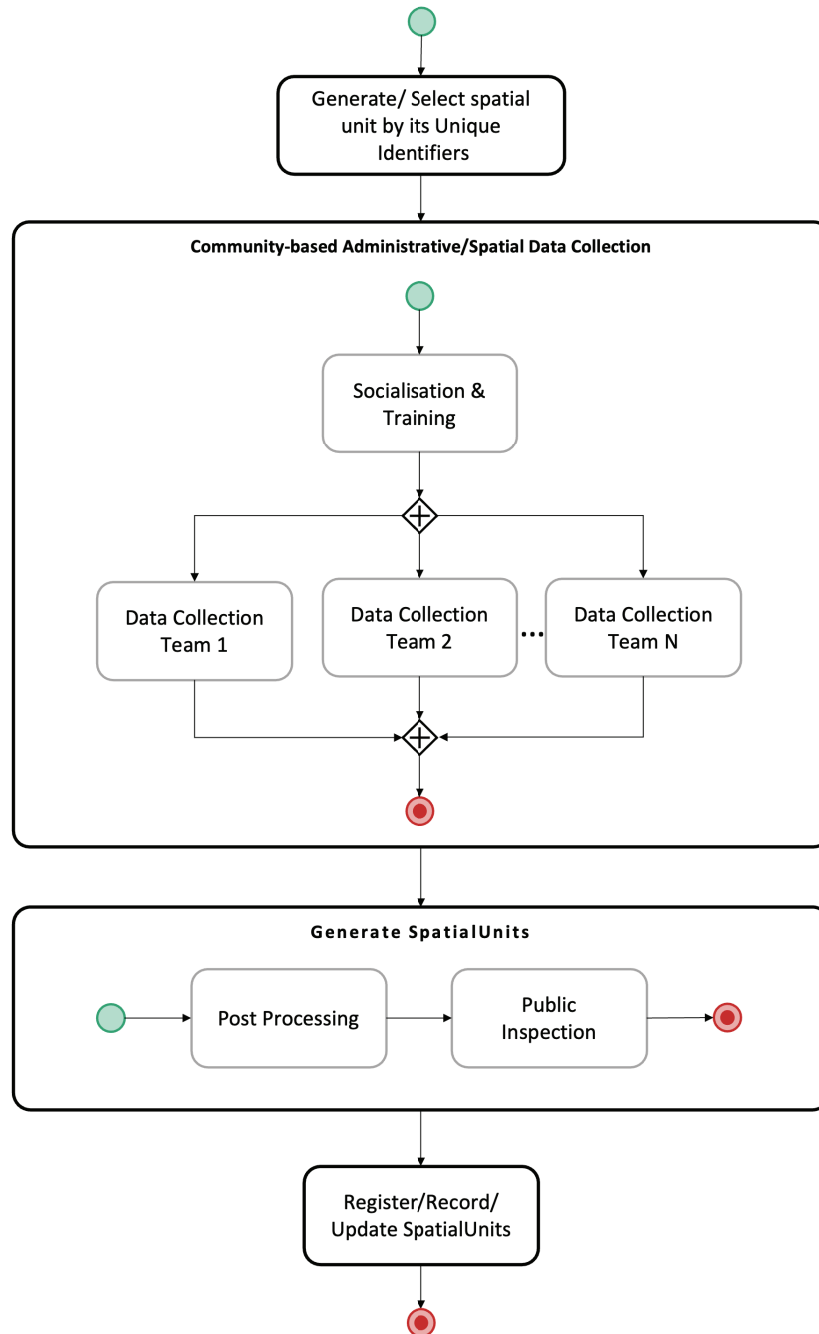 Generate/ Select spatial
unit by its Unique
Identifiers
Community-based Administrative/Spatial Data Collection
Socialisation &
Training
Data Collection
Team 1
Data Collection
Team 2
...
Data Collection
Team N
Generate SpatialUnits
Post Processing
Public
Inspection
Register/Record/
Update SpatialUnits